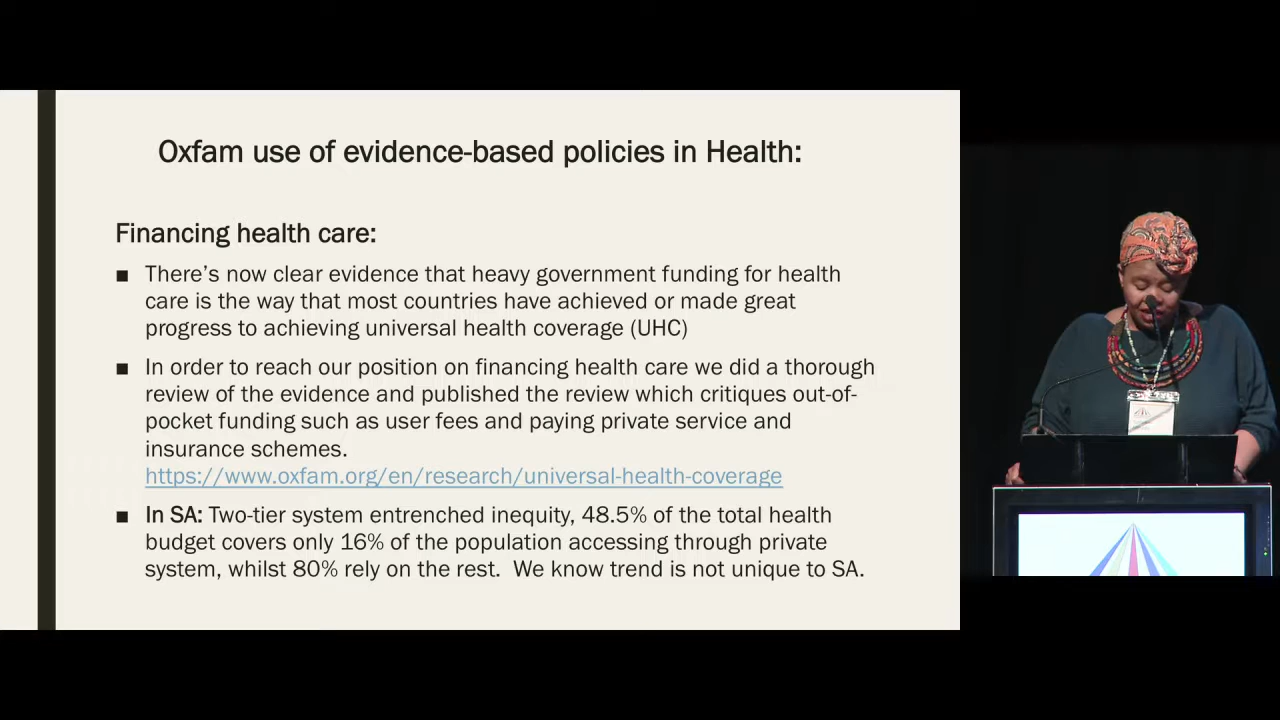 Oxfam use of evidence-based policies in Health:
Financing health care:
■ There's now clear evidence that heavy government funding for health
care is the way that most countries have achieved or made great
progress to achieving universal health coverage (UHC)
■ In order to reach our position on financing health care we did a thorough
review of the evidence and published the review which critiques out-of-
pocket funding such as user fees and paying private service and
insurance schemes.
https://www.oxfam.org/en/research/universal-health-coverage
■ In SA: Two-tier system entrenched inequity, 48.5% of the total health
budget covers only 16% of the population accessing through private
system, whilst 80% rely on the rest.  We know trend is not unique to SA.